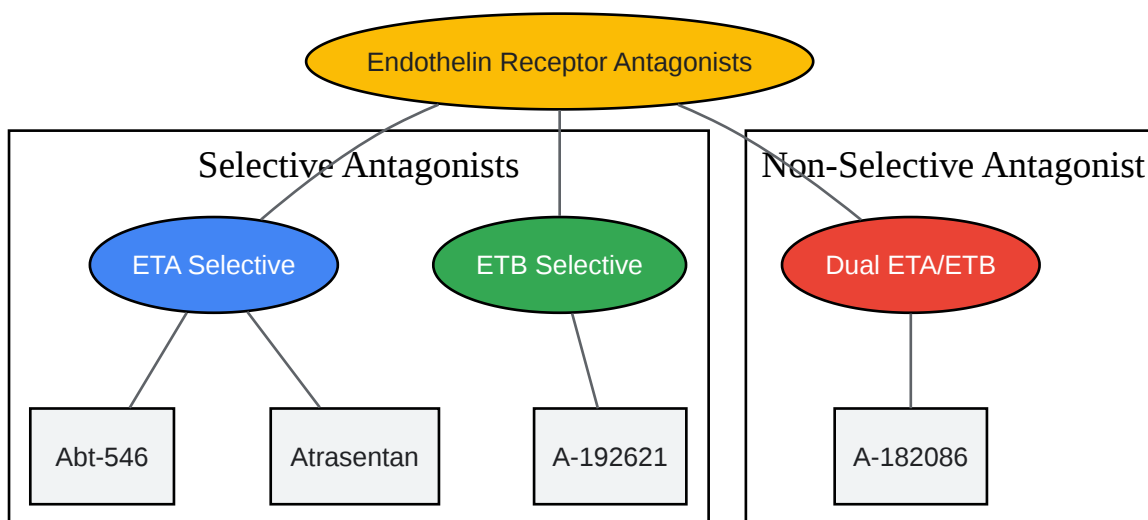 Endothelin Receptor Antagonists
Selective Antagonists
Non-Selective Antagonist
ETA Selective
ETB Selective
Dual ETA/ETB
Abt-546
Atrasentan
A-192621
A-182086